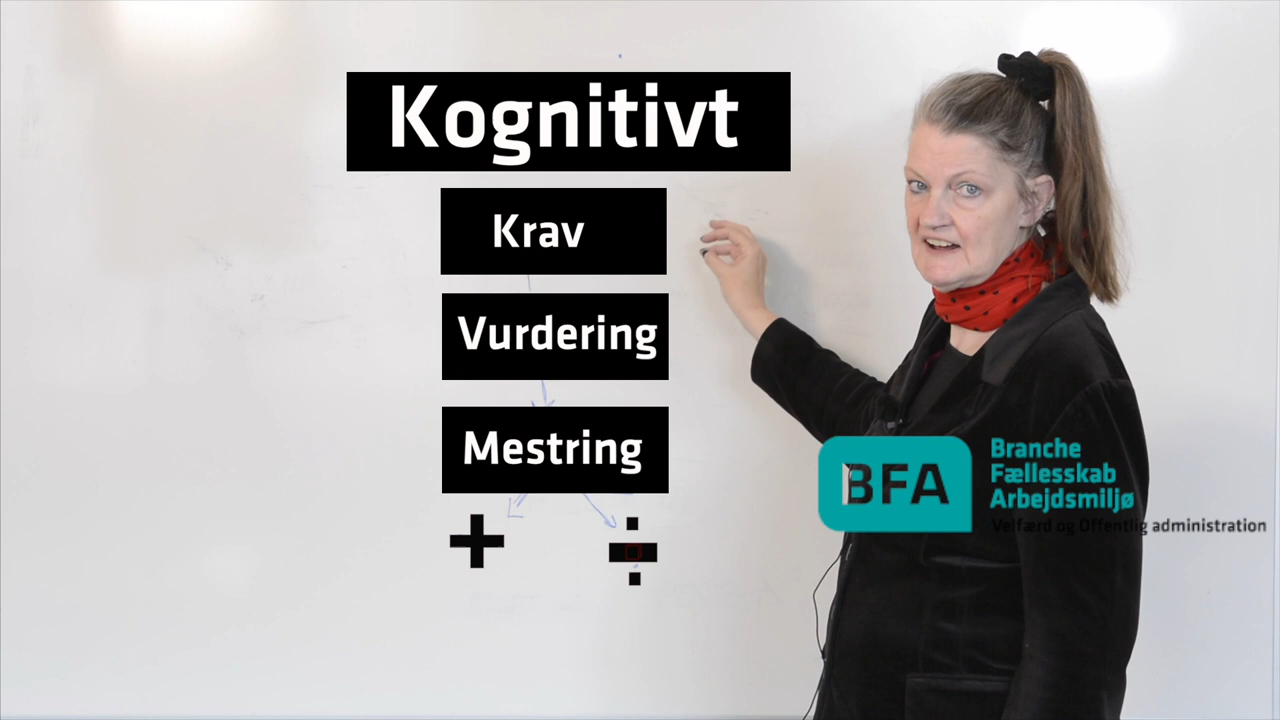 Kognitivt
Krav
Vurdering
Mestring
+ ÷
BFA
Branche
Fællesskab
Arbejdsmiljø
Velfærd og Offentlig administration